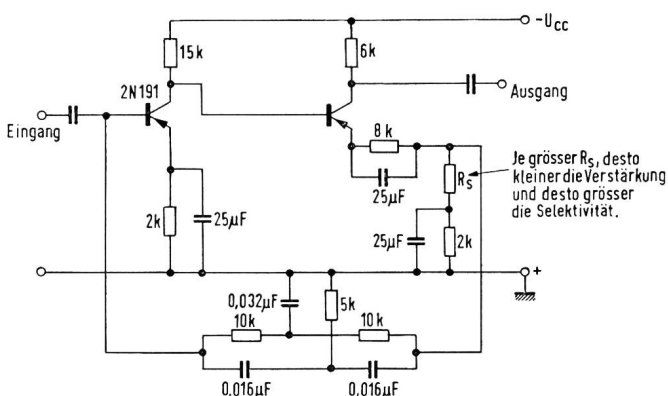 -Ucc
15k
6k
2N191
Ausgang
Eingang
8k
Je grösser Rs, desto
kleiner die Verstärkung
und desto grösser
die Selektivität.
Rs
25µF
2k
25µF
25µF
2k
+
0,032µF
5k
10k
10k
0,016µF
0,016µF